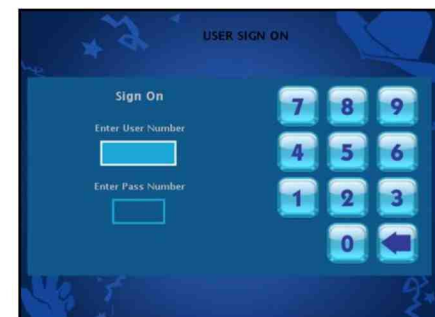 USER SIGN ON
Sign On
Enter User Number
Enter Pass Number
7 8 9
4 5 6
1 2 3
0